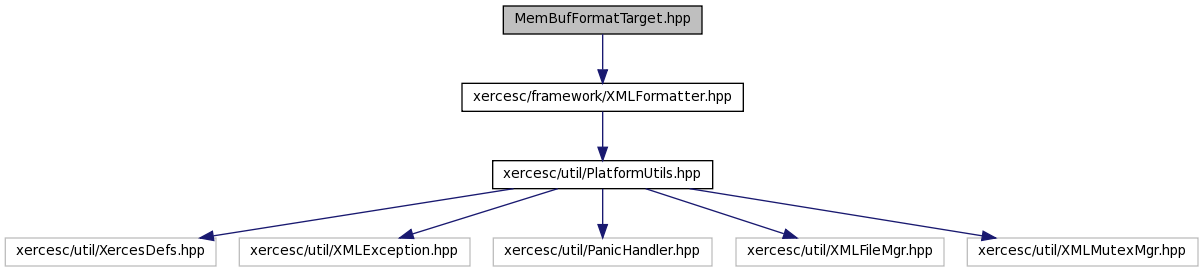 MemBufFormatTarget.hpp
xercesc/framework/XMLFormatter.hpp
xercesc/util/PlatformUtils.hpp
xercesc/util/XercesDefs.hpp
xercesc/util/XMLException.hpp
xercesc/util/PanicHandler.hpp
xercesc/util/XMLFileMgr.hpp
xercesc/util/XMLMutexMgr.hpp